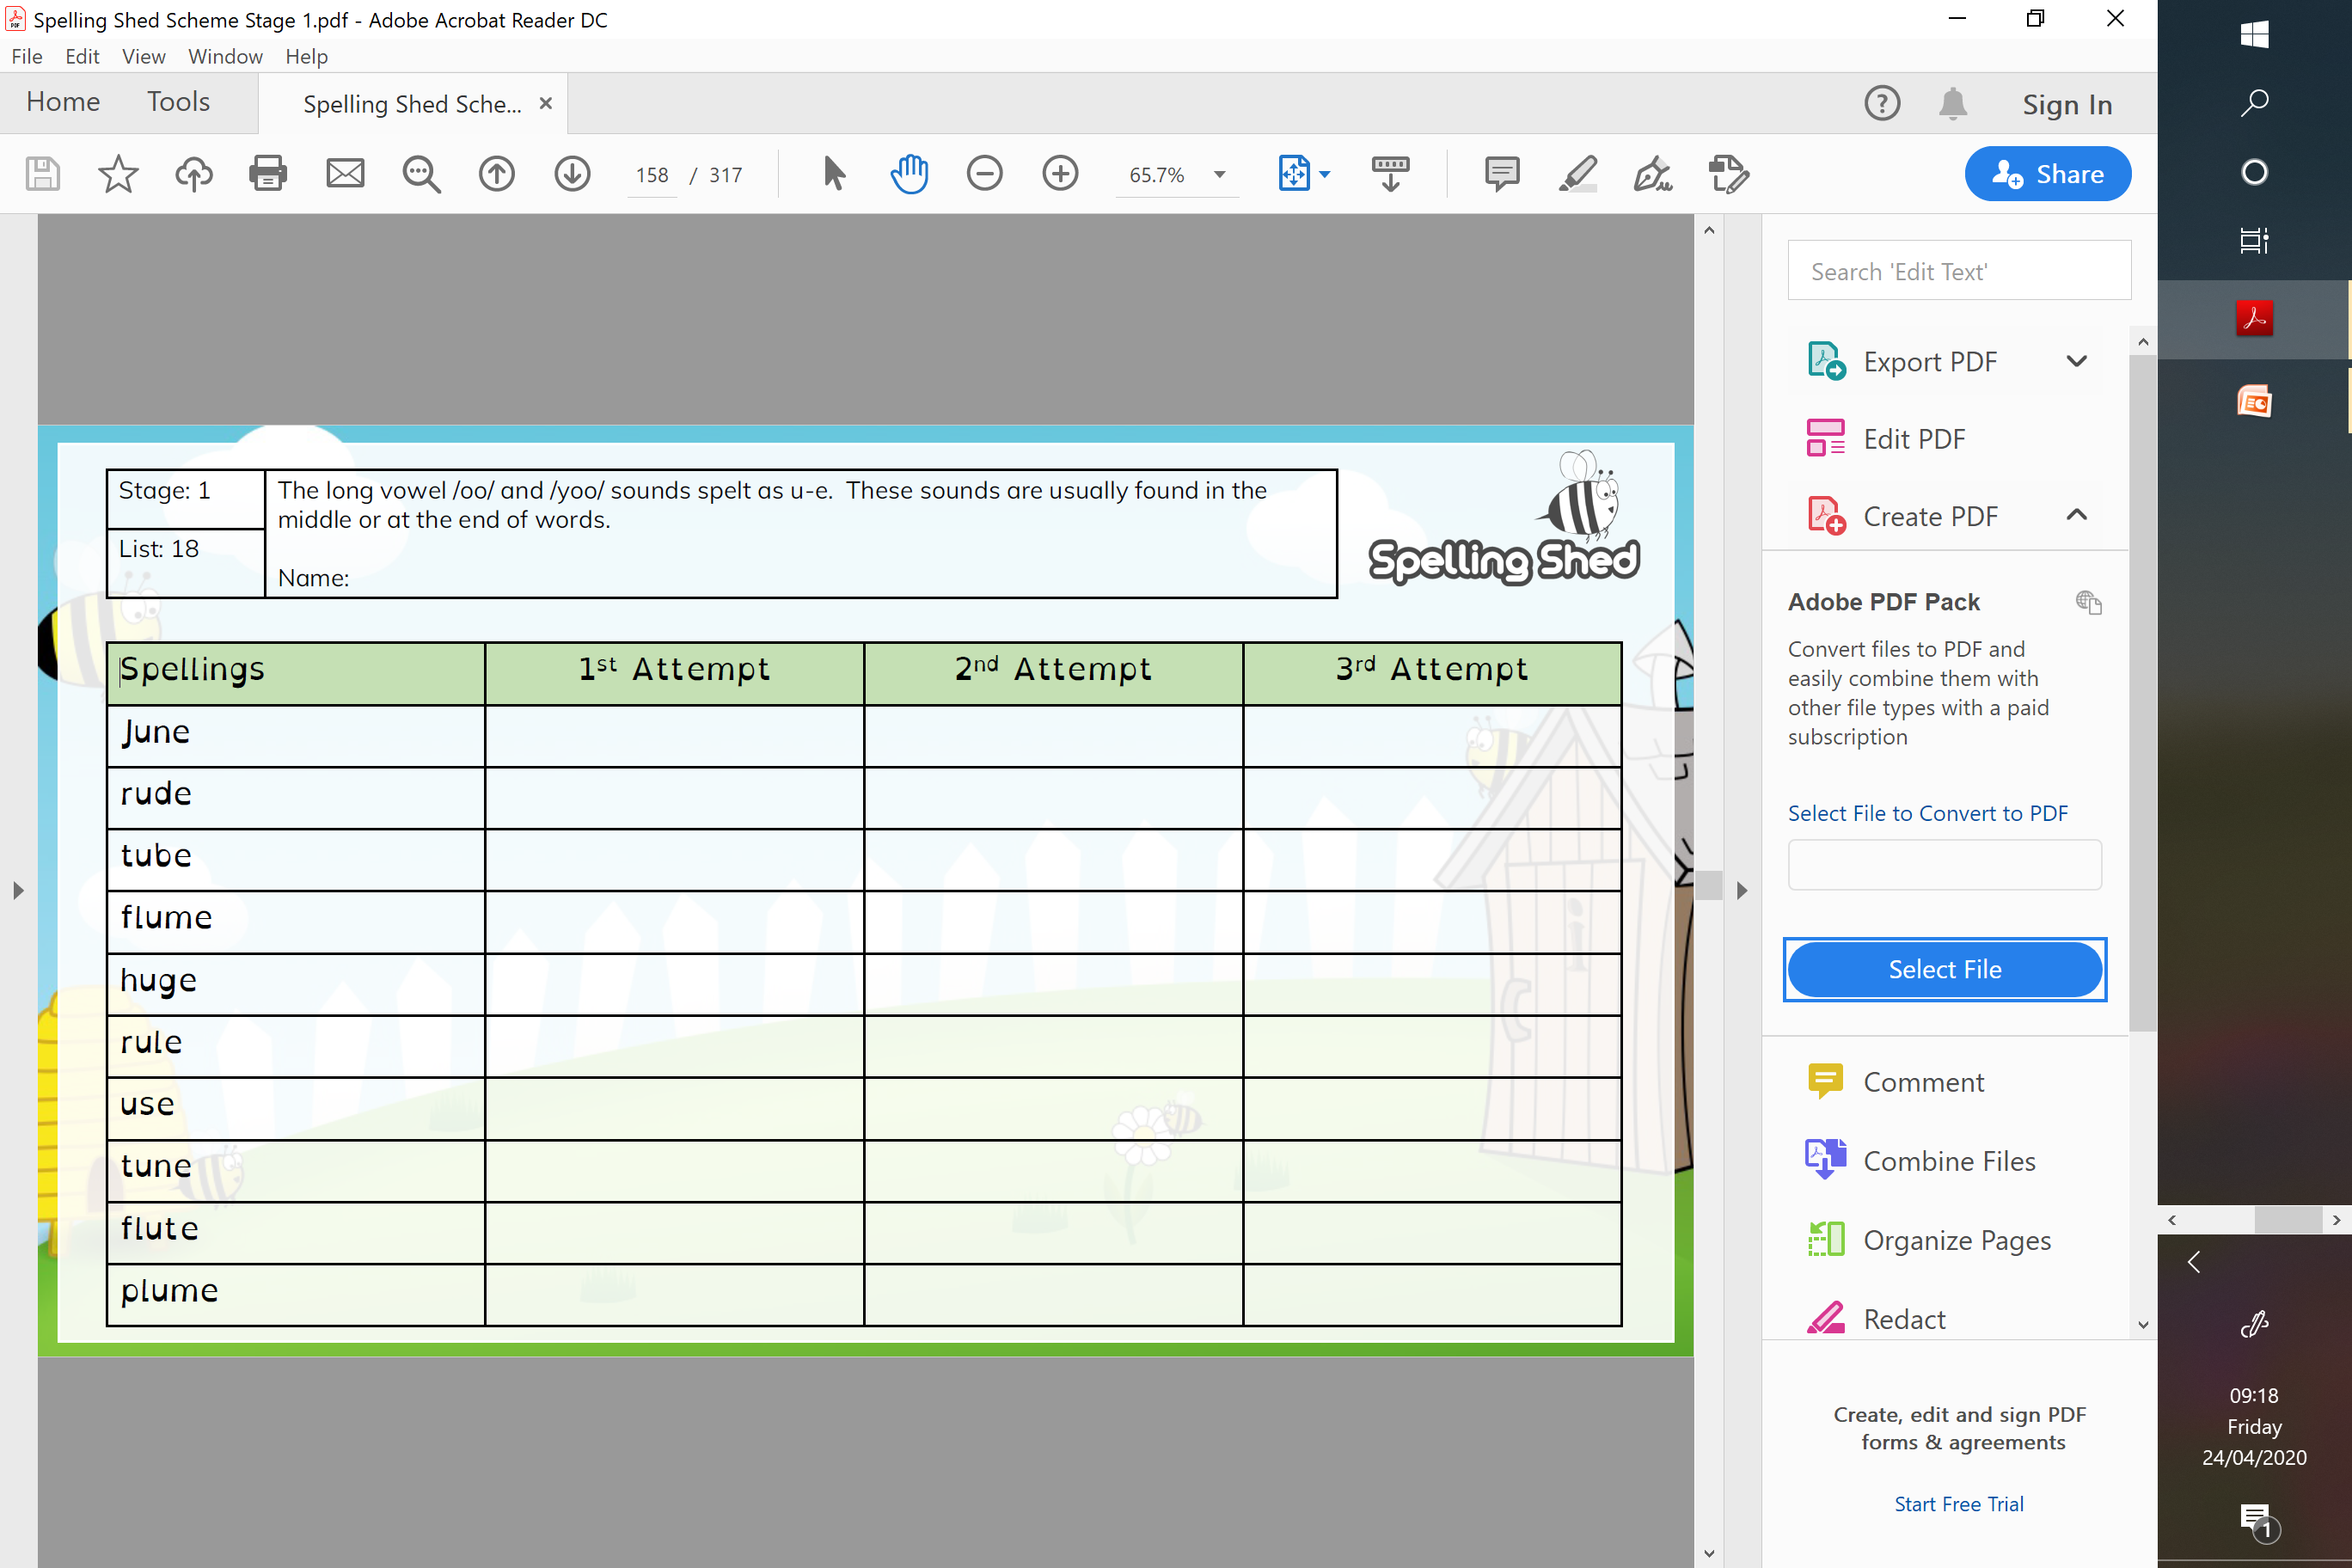 Spelling Shed Scheme Stage 1.pdf - Adobe Acrobat Reader DC
File Edit View Window Help
Home Tools Spelling Shed Sche... Sign In
158 / 317 65.7% Share
Search 'Edit Text'
Export PDF
Edit PDF
Create PDF
Adobe PDF Pack
Convert files to PDF and
easily combine them with
other file types with a paid
subscription
Select File to Convert to PDF
Select File
Comment
Combine Files
Organize Pages
Redact
Create, edit and sign PDF
forms & agreements
Start Free Trial
Stage: 1
List: 18
The long vowel /oo/ and /yoo/ sounds spelt as u-e. These sounds are usually found in the
middle or at the end of words.
Name:
Spelling Shed
Spellings 1st Attempt 2nd Attempt 3rd Attempt
June
rude
tube
flume
huge
rule
use
tune
flute
plume
09:18
Friday
24/04/2020
1